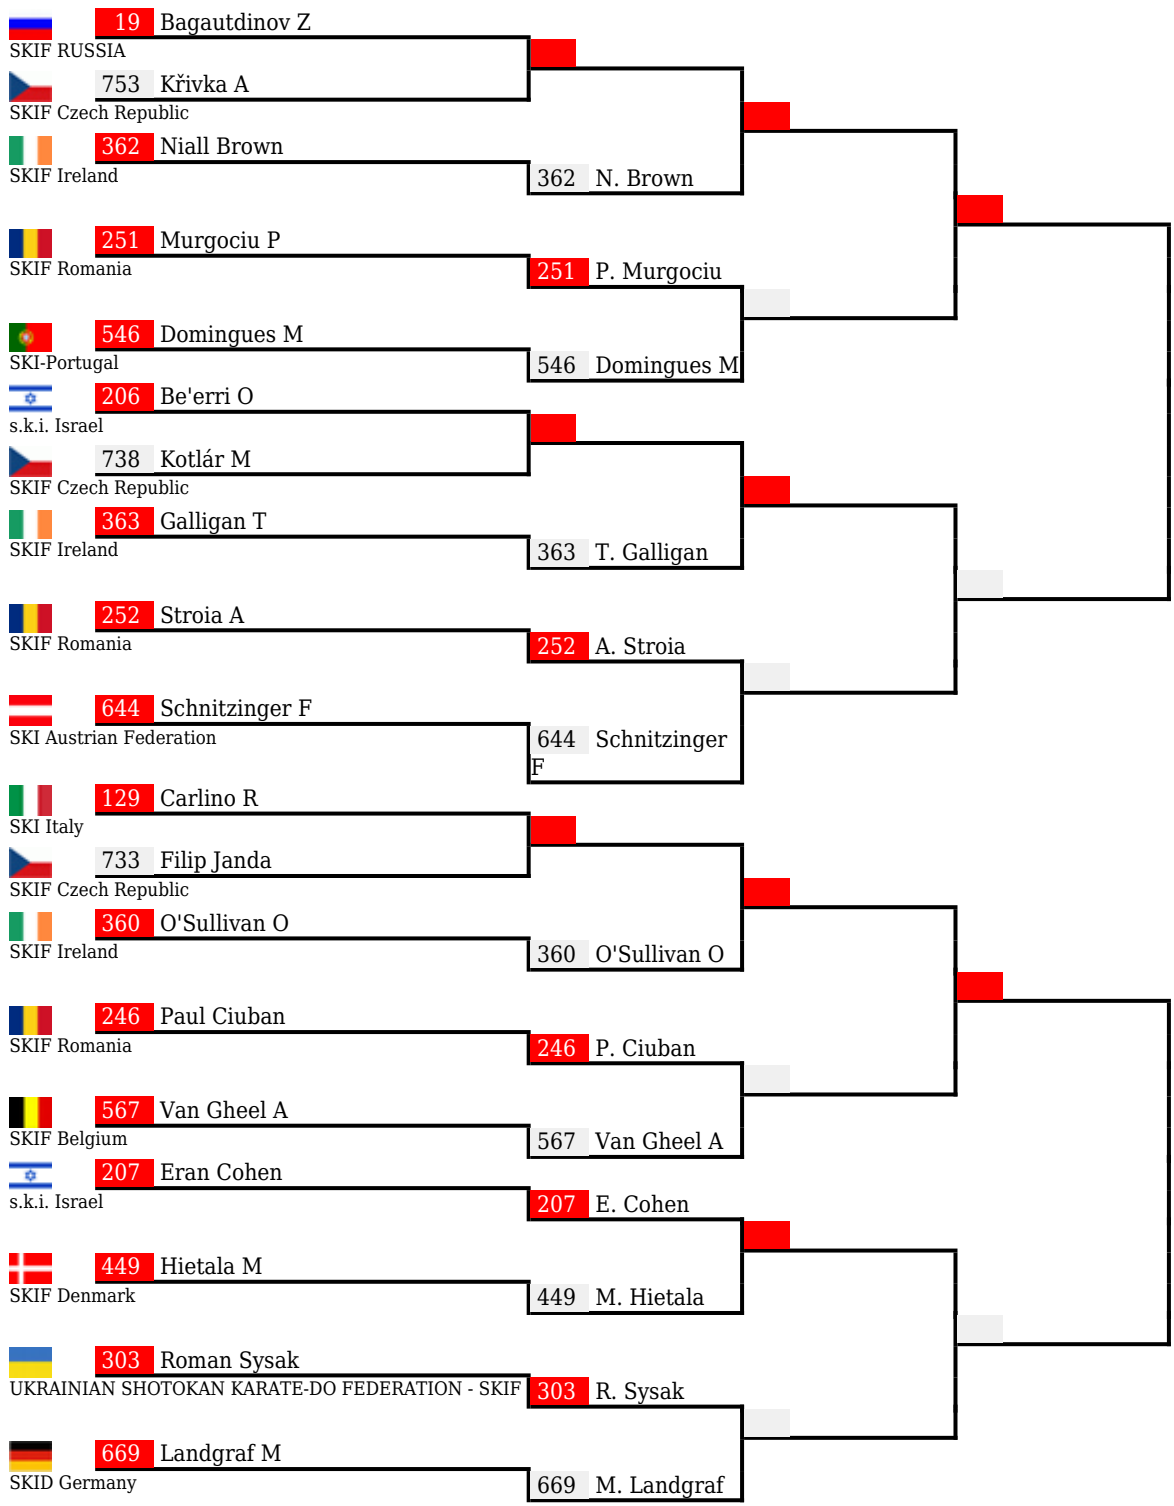 19 Bagautdinov Z
SKIF RUSSIA
753 Křivka A
SKIF Czech Republic
362 Niall Brown
SKIF Ireland
362 N. Brown
251 Murgociu P
SKIF Romania
251 P. Murgociu
546 Domingues M
SKI-Portugal
546 Domingues M
206 Be'erri O
s.k.i. Israel
738 Kotlár M
SKIF Czech Republic
363 Galligan T
SKIF Ireland
363 T. Galligan
252 Stroia A
SKIF Romania
252 A. Stroia
644 Schnitzinger F
SKI Austrian Federation
644 Schnitzinger
F
129 Carlino R
SKI Italy
733 Filip Janda
SKIF Czech Republic
360 O'Sullivan O
SKIF Ireland
360 O'Sullivan O
246 Paul Ciuban
SKIF Romania
246 P. Ciuban
567 Van Gheel A
SKIF Belgium
567 Van Gheel A
207 Eran Cohen
s.k.i. Israel
207 E. Cohen
449 Hietala M
SKIF Denmark
449 M. Hietala
303 Roman Sysak
UKRAINIAN SHOTOKAN KARATE-DO FEDERATION - SKIF
303 R. Sysak
669 Landgraf M
SKID Germany
669 M. Landgraf